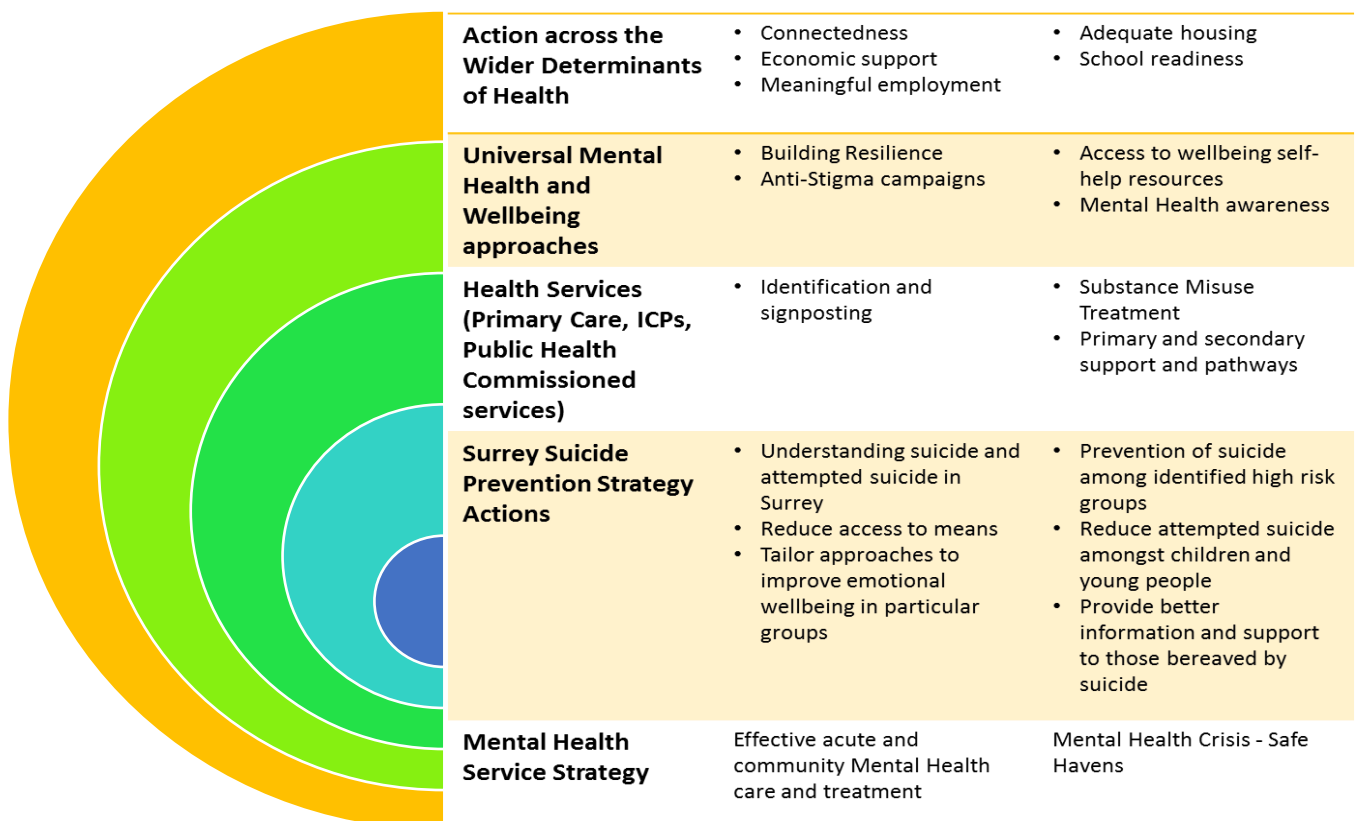 Action across the
Wider Determinants
of Health
• Connectedness
• Economic support
• Meaningful employment
• Adequate housing
• School readiness
Universal Mental
Health and
Wellbeing
approaches
• Building Resilience
• Anti-Stigma campaigns
• Access to wellbeing self-
help resources
• Mental Health awareness
Health Services
(Primary Care, ICPs,
Public Health
Commissioned
services)
• Identification and
signposting
• Substance Misuse
Treatment
• Primary and secondary
support and pathways
Surrey Suicide
Prevention Strategy
Actions
• Understanding suicide and
attempted suicide in
Surrey
• Reduce access to means
• Tailor approaches to
improve emotional
wellbeing in particular
groups
• Prevention of suicide
among identified high risk
groups
• Reduce attempted suicide
amongst children and
young people
• Provide better
information and support
to those bereaved by
suicide
Mental Health
Service Strategy
Effective acute and
community Mental Health
care and treatment
Mental Health Crisis - Safe
Havens